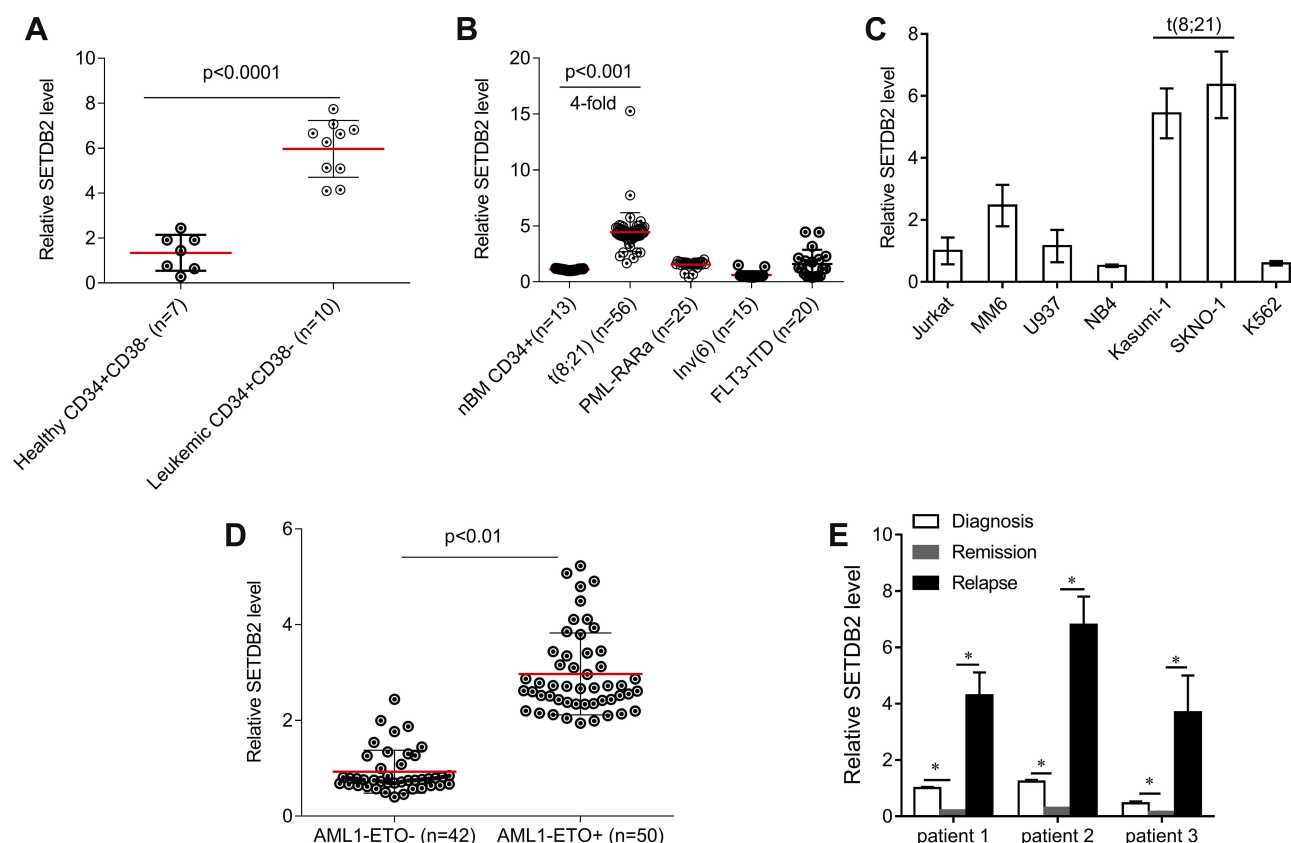 A
Relative SETDB2 level
10
8
6
4
2
0
p<0.0001
Healthy CD34+CD38- (n=7)
Leukemic CD34+CD38- (n=10)
B
Relative SETDB2 level
20
15
10
5
0
p<0.001
4-fold
nBM CD34+(n=13)
t(8;21) (n=56)
PML-RARa (n=25)
Inv(6) (n=15)
FLT3-ITD (n=20)
C
Relative SETDB2 level
8
6
4
2
0
t(8;21)
Jurkat
MM6
U937
NB4
Kasumi-1
SKNO-1
K562
D
Relative SETDB2 level
6
4
2
0
p<0.01
AML1-ETO- (n=42)
AML1-ETO+ (n=50)
E
Diagnosis
Remission
Relapse
Relative SETDB2 level
10
8
6
4
2
0
* *
* *
* *
patient 1
patient 2
patient 3